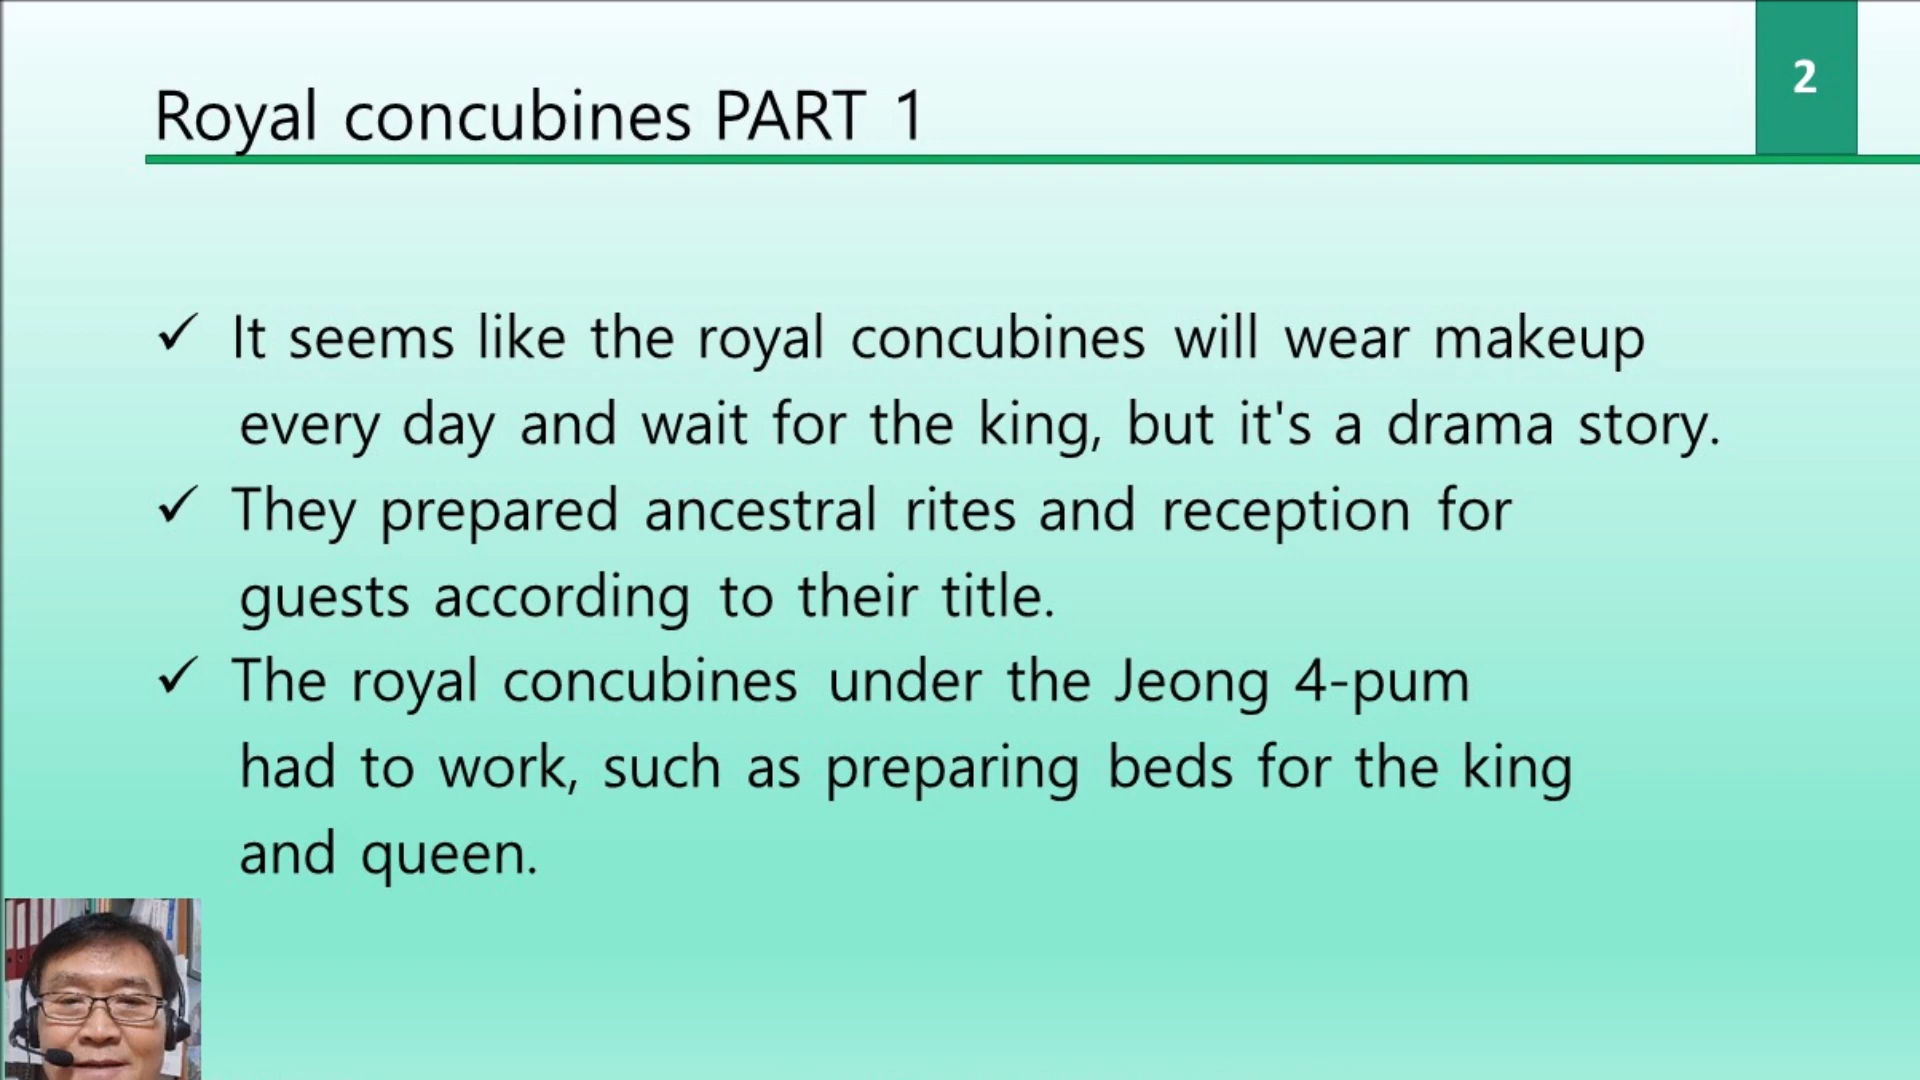 2
Royal concubines PART 1
✓ It seems like the royal concubines will wear makeup
every day and wait for the king, but it's a drama story.
✓ They prepared ancestral rites and reception for
guests according to their title.
✓ The royal concubines under the Jeong 4-pum
had to work, such as preparing beds for the king
and queen.